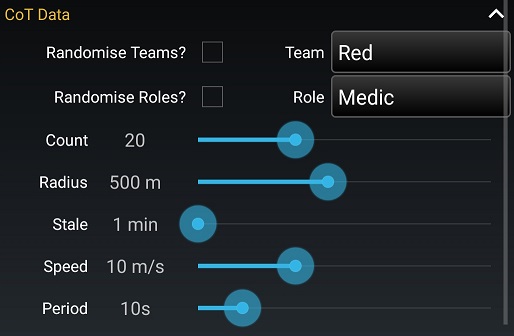 CoT Data
Randomise Teams? Team Red
Randomise Roles? Role Medic
Count 20
Radius 500 m
Stale 1 min
Speed 10 m/s
Period 10s